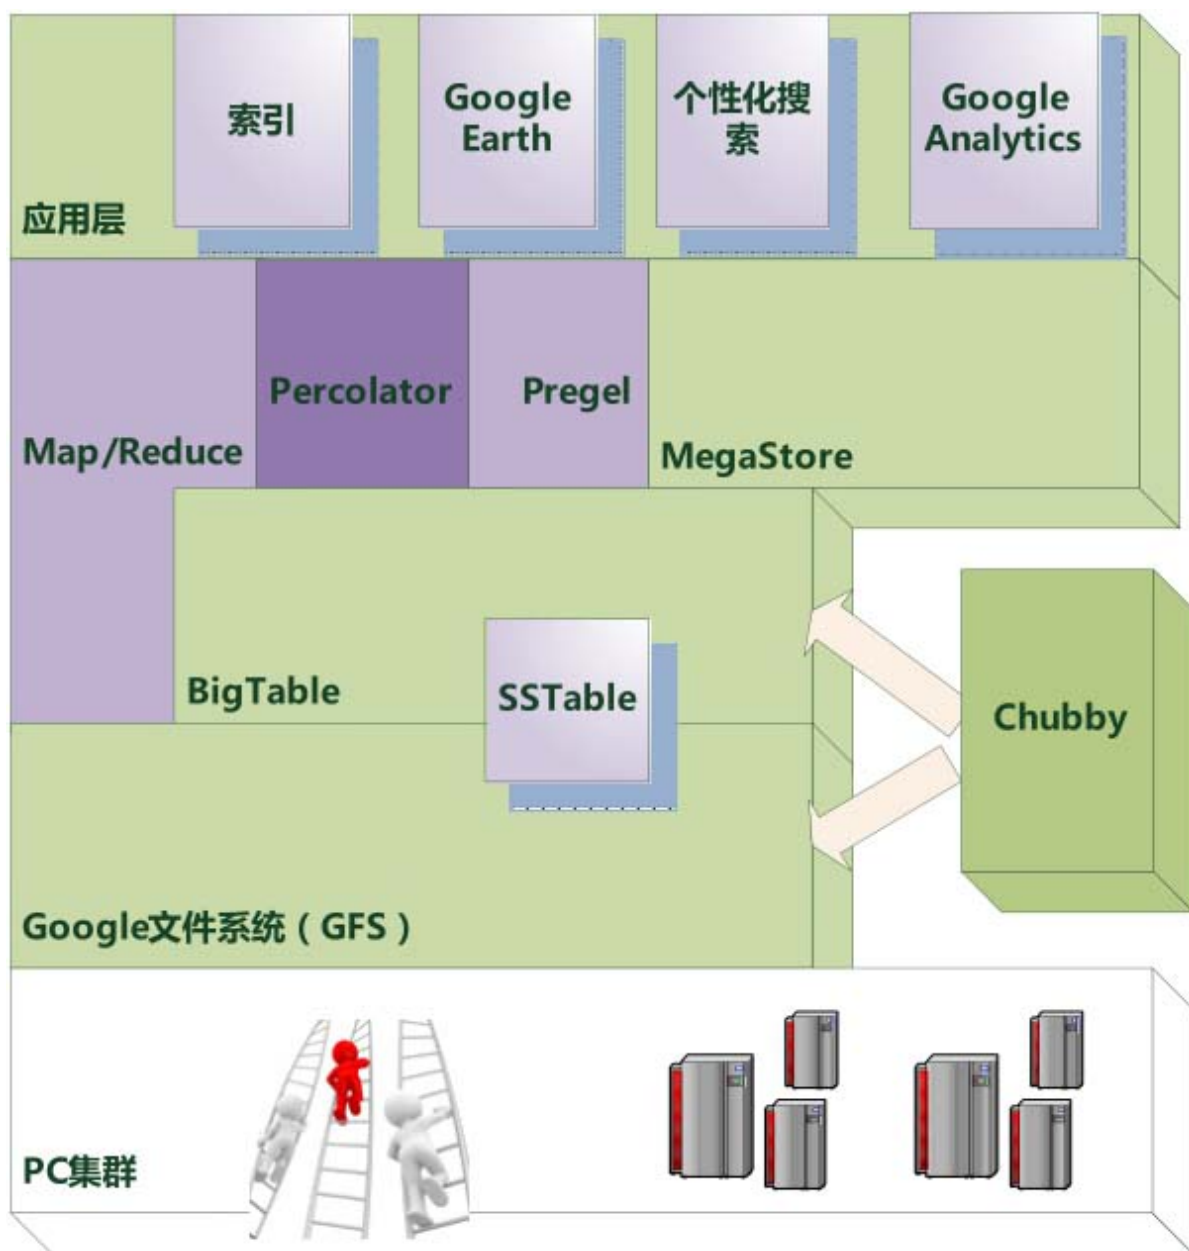 索引
Google
Earth
个性化搜
索
Google
Analytics
应用层
Percolator
Pregel
Map/Reduce
MegaStore
BigTable
SSTable
Chubby
Google文件系统（GFS）
PC集群